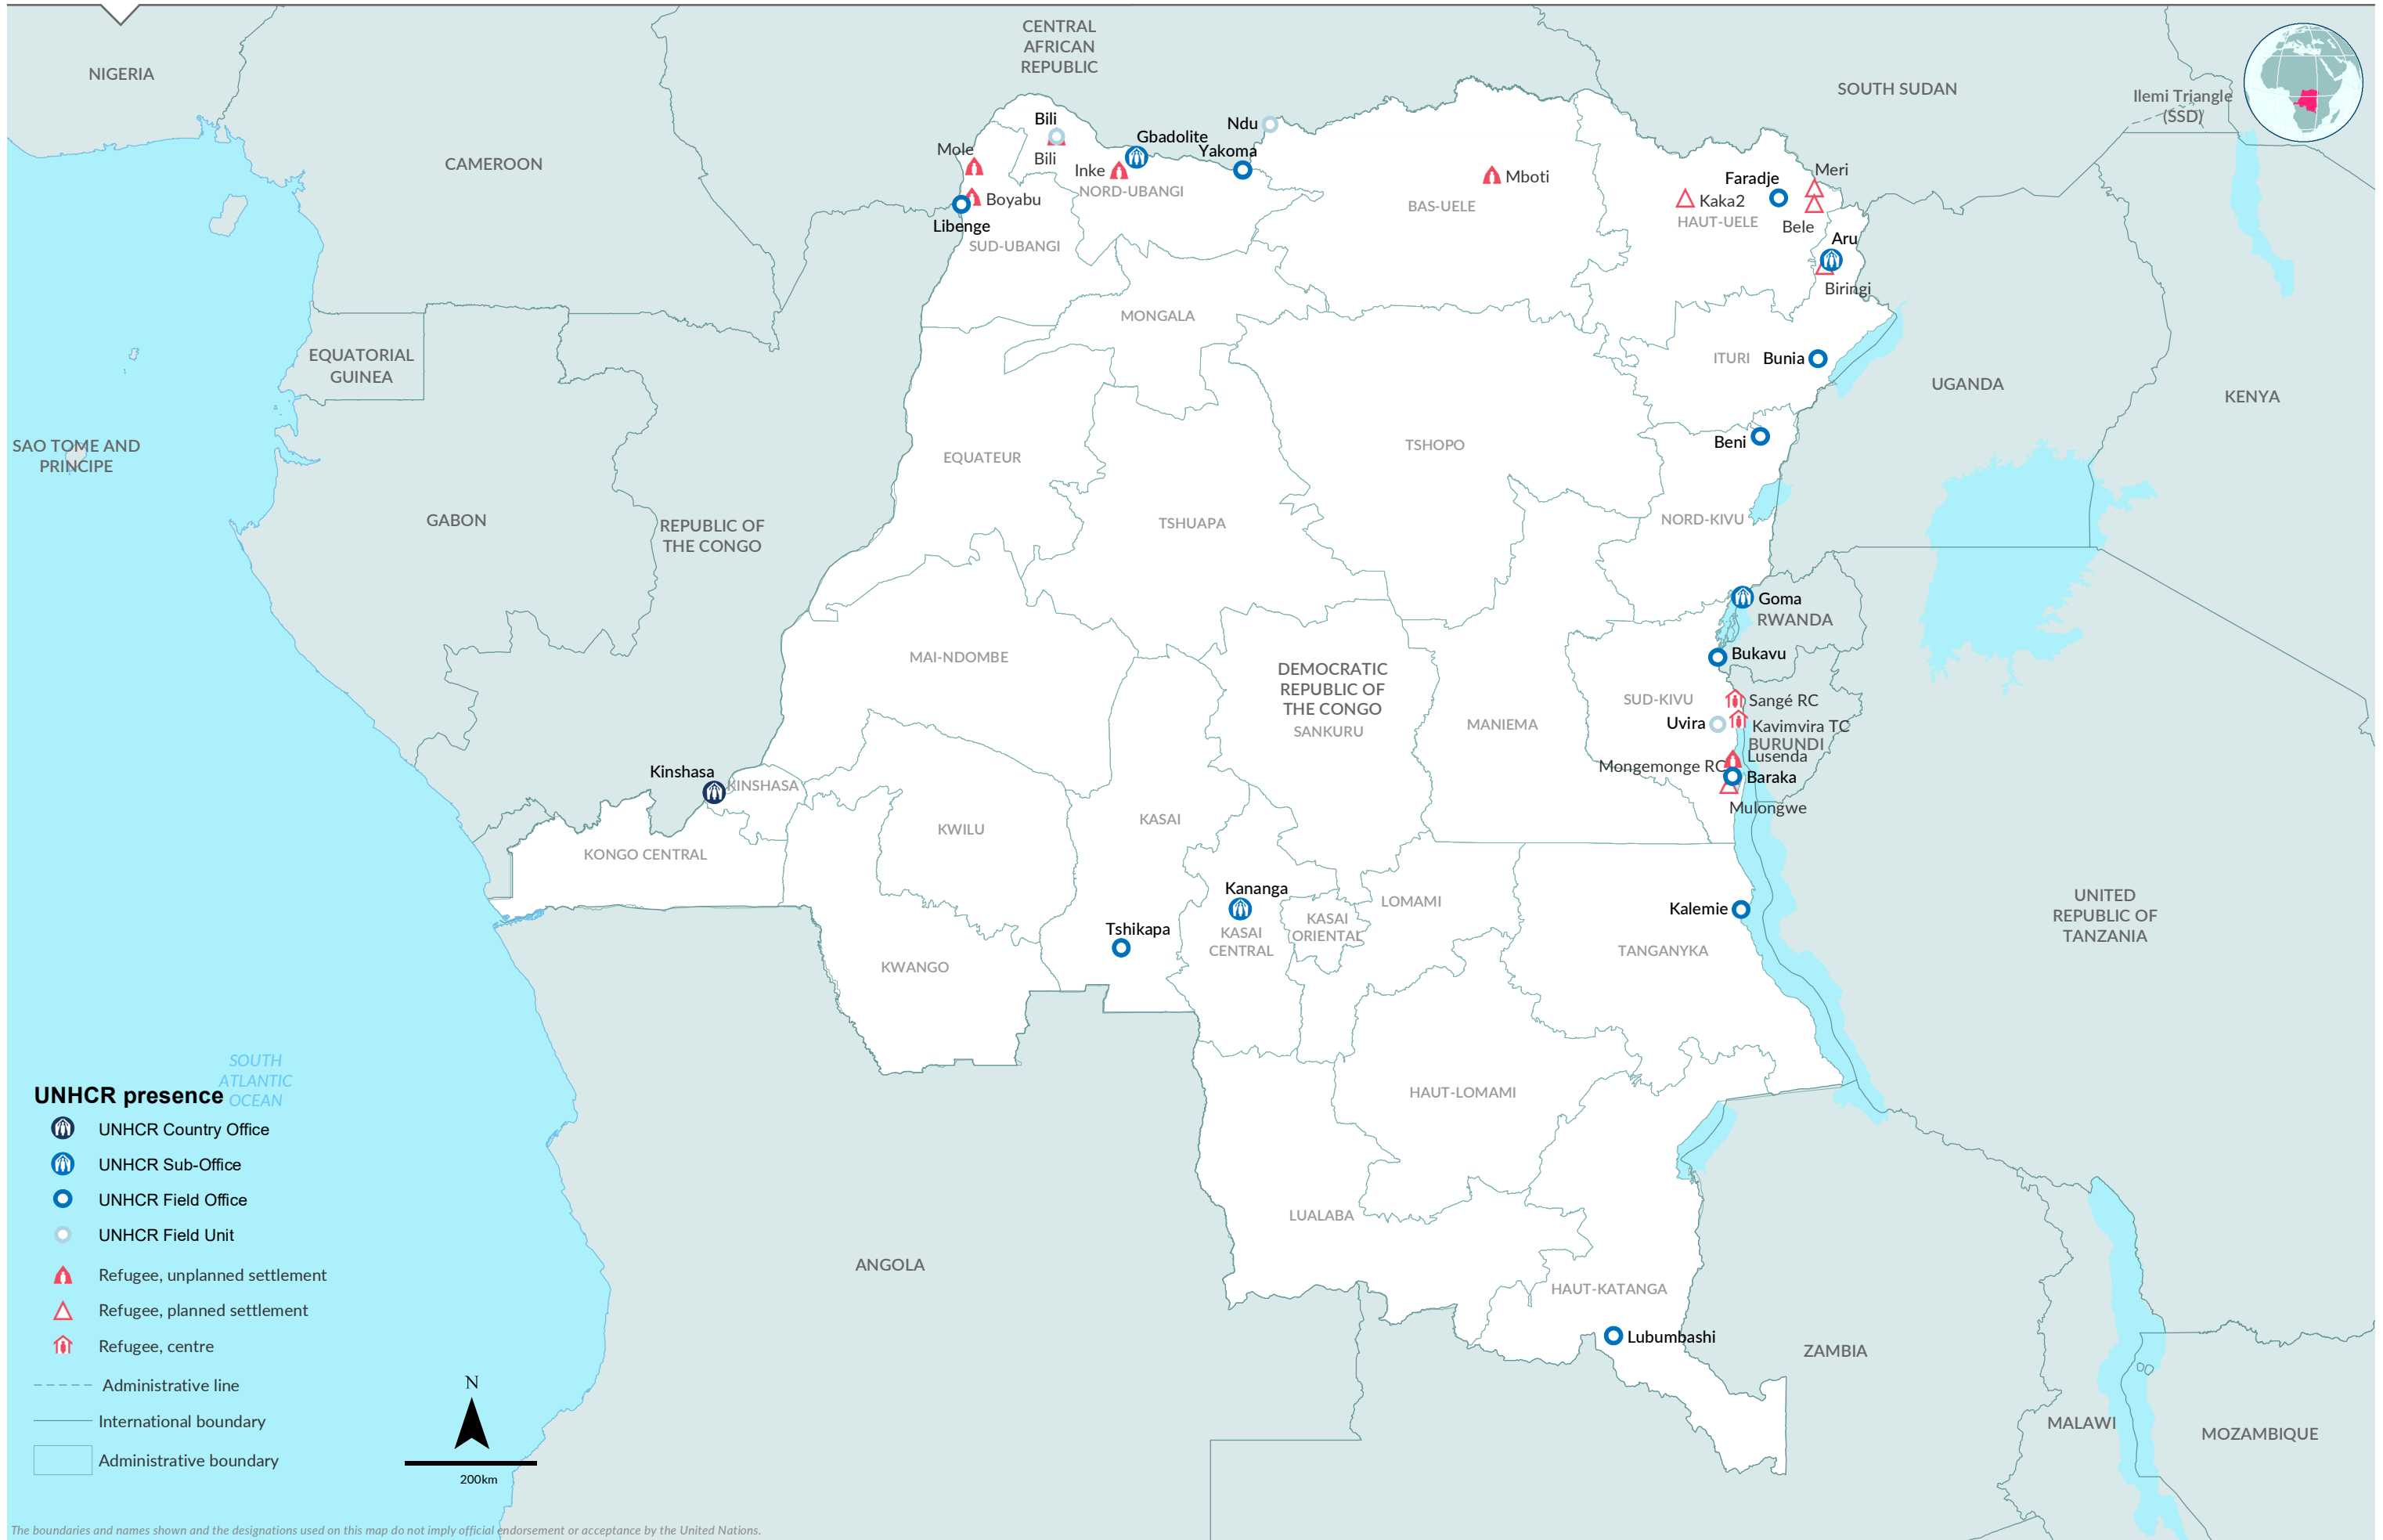 CENTRAL
AFRICAN
REPUBLIC
NIGERIA
SOUTH SUDAN
Ilemi Triangle
(SSD)
CAMEROON
Bili
Ndu
Gbadolite
Yakoma
Mole
Bili
Inke
NORD-UBANGI
Mboti
Meri
Faradje
Kaka2
Boyabu
BAS-UELE
HAUT-UELE
Bele
Libenge
SUD-UBANGI
Aru
Biringi
MONGALA
EQUATORIAL
GUINEA
ITURI
Bunia
UGANDA
KENYA
SAO TOME AND
PRINCIPE
Beni
TSHOPO
EQUATEUR
GABON
REPUBLIC OF
THE CONGO
TSHUAPA
NORD-KIVU
Goma
RWANDA
MAI-NDOMBE
Bukavu
DEMOCRATIC
REPUBLIC OF
THE CONGO
SANKURU
MANIEMA
SUD-KIVU
Sangé RC
Uvira
Kavimvira TC
BURUNDI
Lusenda
Mongemonge RC
Baraka
Mulongwe
Kinshasa
KINSHASA
KASAI
KWILU
KONGO CENTRAL
Kananga
LOMAMI
KASAI
ORIENTAL
KASAI
CENTRAL
Kalemie
UNITED
REPUBLIC OF
TANZANIA
Tshikapa
TANGANYKA
KWANGO
SOUTH
ATLANTIC
OCEAN
HAUT-LOMAMI
LUALABA
ANGOLA
HAUT-KATANGA
Lubumbashi
ZAMBIA
MALAWI
MOZAMBIQUE
UNHCR presence
UNHCR Country Office
UNHCR Sub-Office
UNHCR Field Office
UNHCR Field Unit
Refugee, unplanned settlement
Refugee, planned settlement
Refugee, centre
Administrative line
International boundary
Administrative boundary
N
200km
The boundaries and names shown and the designations used on this map do not imply official endorsement or acceptance by the United Nations.